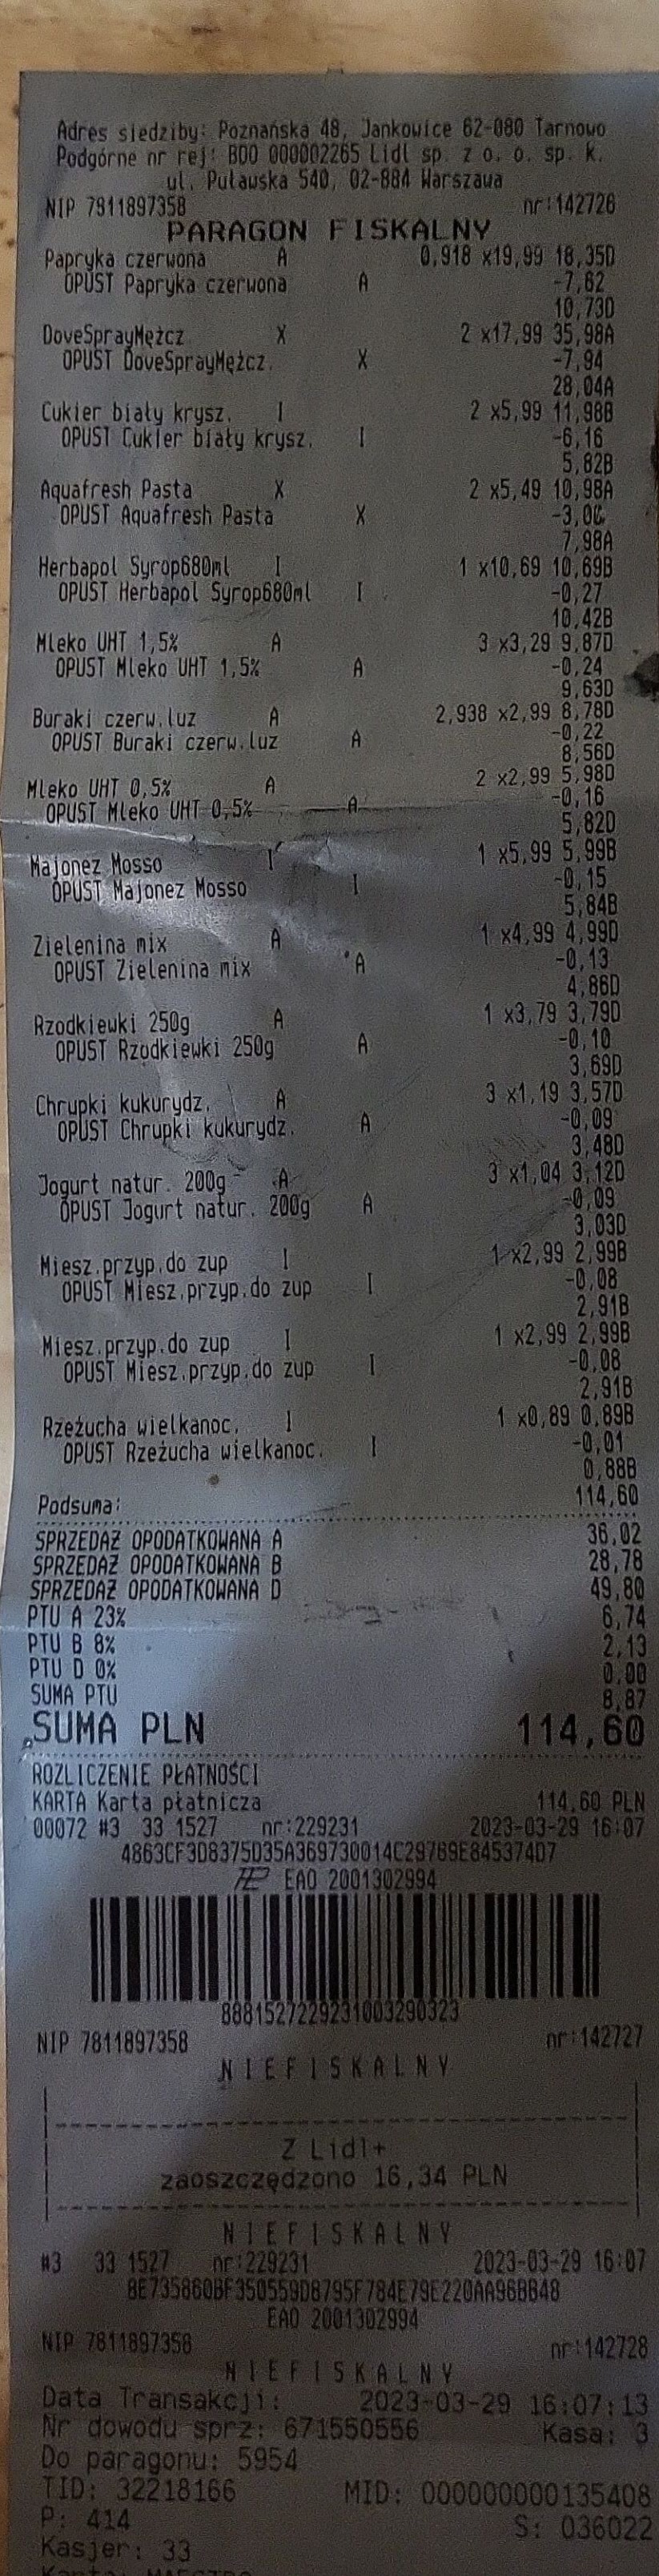 Adres siedziby: Poznańska 48, Jankowice 62-080 Tarnowo
Podgórne nr rej: BDO 000002265 Lidl sp. z o. o. sp. k.
ul. Puławska 540, 02-884 Warszawa
NIP 7811897358 nr:142726
PARAGON FISKALNY
Papryka czerwona A 0,918 x19,99 18,35D
OPUST Papryka czerwona A -7,62
10,73D
DoveSprayMężcz. X 2 x17,99 35,98A
OPUST DoveSprayMężcz. X -7,94
28,04A
Cukier biały krysz. I 2 x5,99 11,98B
OPUST Cukier biały krysz. I -6,16
5,82B
Aquafresh Pasta X 2 x5,49 10,98A
OPUST Aquafresh Pasta X -3,00
7,98A
Herbapol Syrop680ml I 1 x10,69 10,69B
OPUST Herbapol Syrop680ml I -0,27
10,42B
Mleko UHT 1,5% A 3 x3,29 9,87D
OPUST Mleko UHT 1,5% A -0,24
9,63D
Buraki czerw.luz A 2,938 x2,99 8,78D
OPUST Buraki czerw.luz A -0,22
8,56D
Mleko UHT 0,5% A 2 x2,99 5,98D
OPUST Mleko UHT 0,5% A -0,16
5,82D
Majonez Mosso I 1 x5,99 5,99B
OPUST Majonez Mosso I -0,15
5,84B
Zielenina mix A 1 x4,99 4,99D
OPUST Zielenina mix A -0,13
4,86D
Rzodkiewki 250g A 1 x3,79 3,79D
OPUST Rzodkiewki 250g A -0,10
3,69D
Chrupki kukurydz. A 3 x1,19 3,57D
OPUST Chrupki kukurydz. A -0,09
3,48D
Jogurt natur. 200g A 3 x1,04 3,12D
OPUST Jogurt natur. 200g A -0,09
3,03D
Miesz.przyp.do zup I 1 x2,99 2,99B
OPUST Miesz.przyp.do zup I -0,08
2,91B
Miesz.przyp.do zup I 1 x2,99 2,99B
OPUST Miesz.przyp.do zup I -0,08
2,91B
Rzeżucha wielkanoc. I 1 x0,89 0,89B
OPUST Rzeżucha wielkanoc. I -0,01
0,88B
Podsuma: 114,60
SPRZEDAŻ OPODATKOWANA A 36,02
SPRZEDAŻ OPODATKOWANA B 28,78
SPRZEDAŻ OPODATKOWANA D 49,80
PTU A 23% 6,74
PTU B 8% 2,13
PTU D 0% 0,00
SUMA PTU 8,87
SUMA PLN 114,60
ROZLICZENIE PŁATNOŚCI
KARTA Karta płatnicza 114,60 PLN
00072 #3 33 1527 nr:229231 2023-03-29 16:07
4863CF3D8375D35A369730014C29789E845374D7
EAO 2001302994
8881527229231003290323
NIP 7811897358 nr:142727
NIEFISKALNY
Z Lidl+
zaoszczędzono 16,34 PLN
NIEFISKALNY
#3 33 1527 nr:229231 2023-03-29 16:07
8E735860BF350559D8795F784E79E220AA96BB48
EAO 2001302994
NIP 7811897358 nr:142728
NIEFISKALNY
Data Transakcji: 2023-03-29 16:07:13
Nr dowodu sprz: 671550556 Kasa: 3
Do paragonu: 5954
TID: 32218166 MID: 000000000135408
P: 414 S: 036022
Kasjer: 33